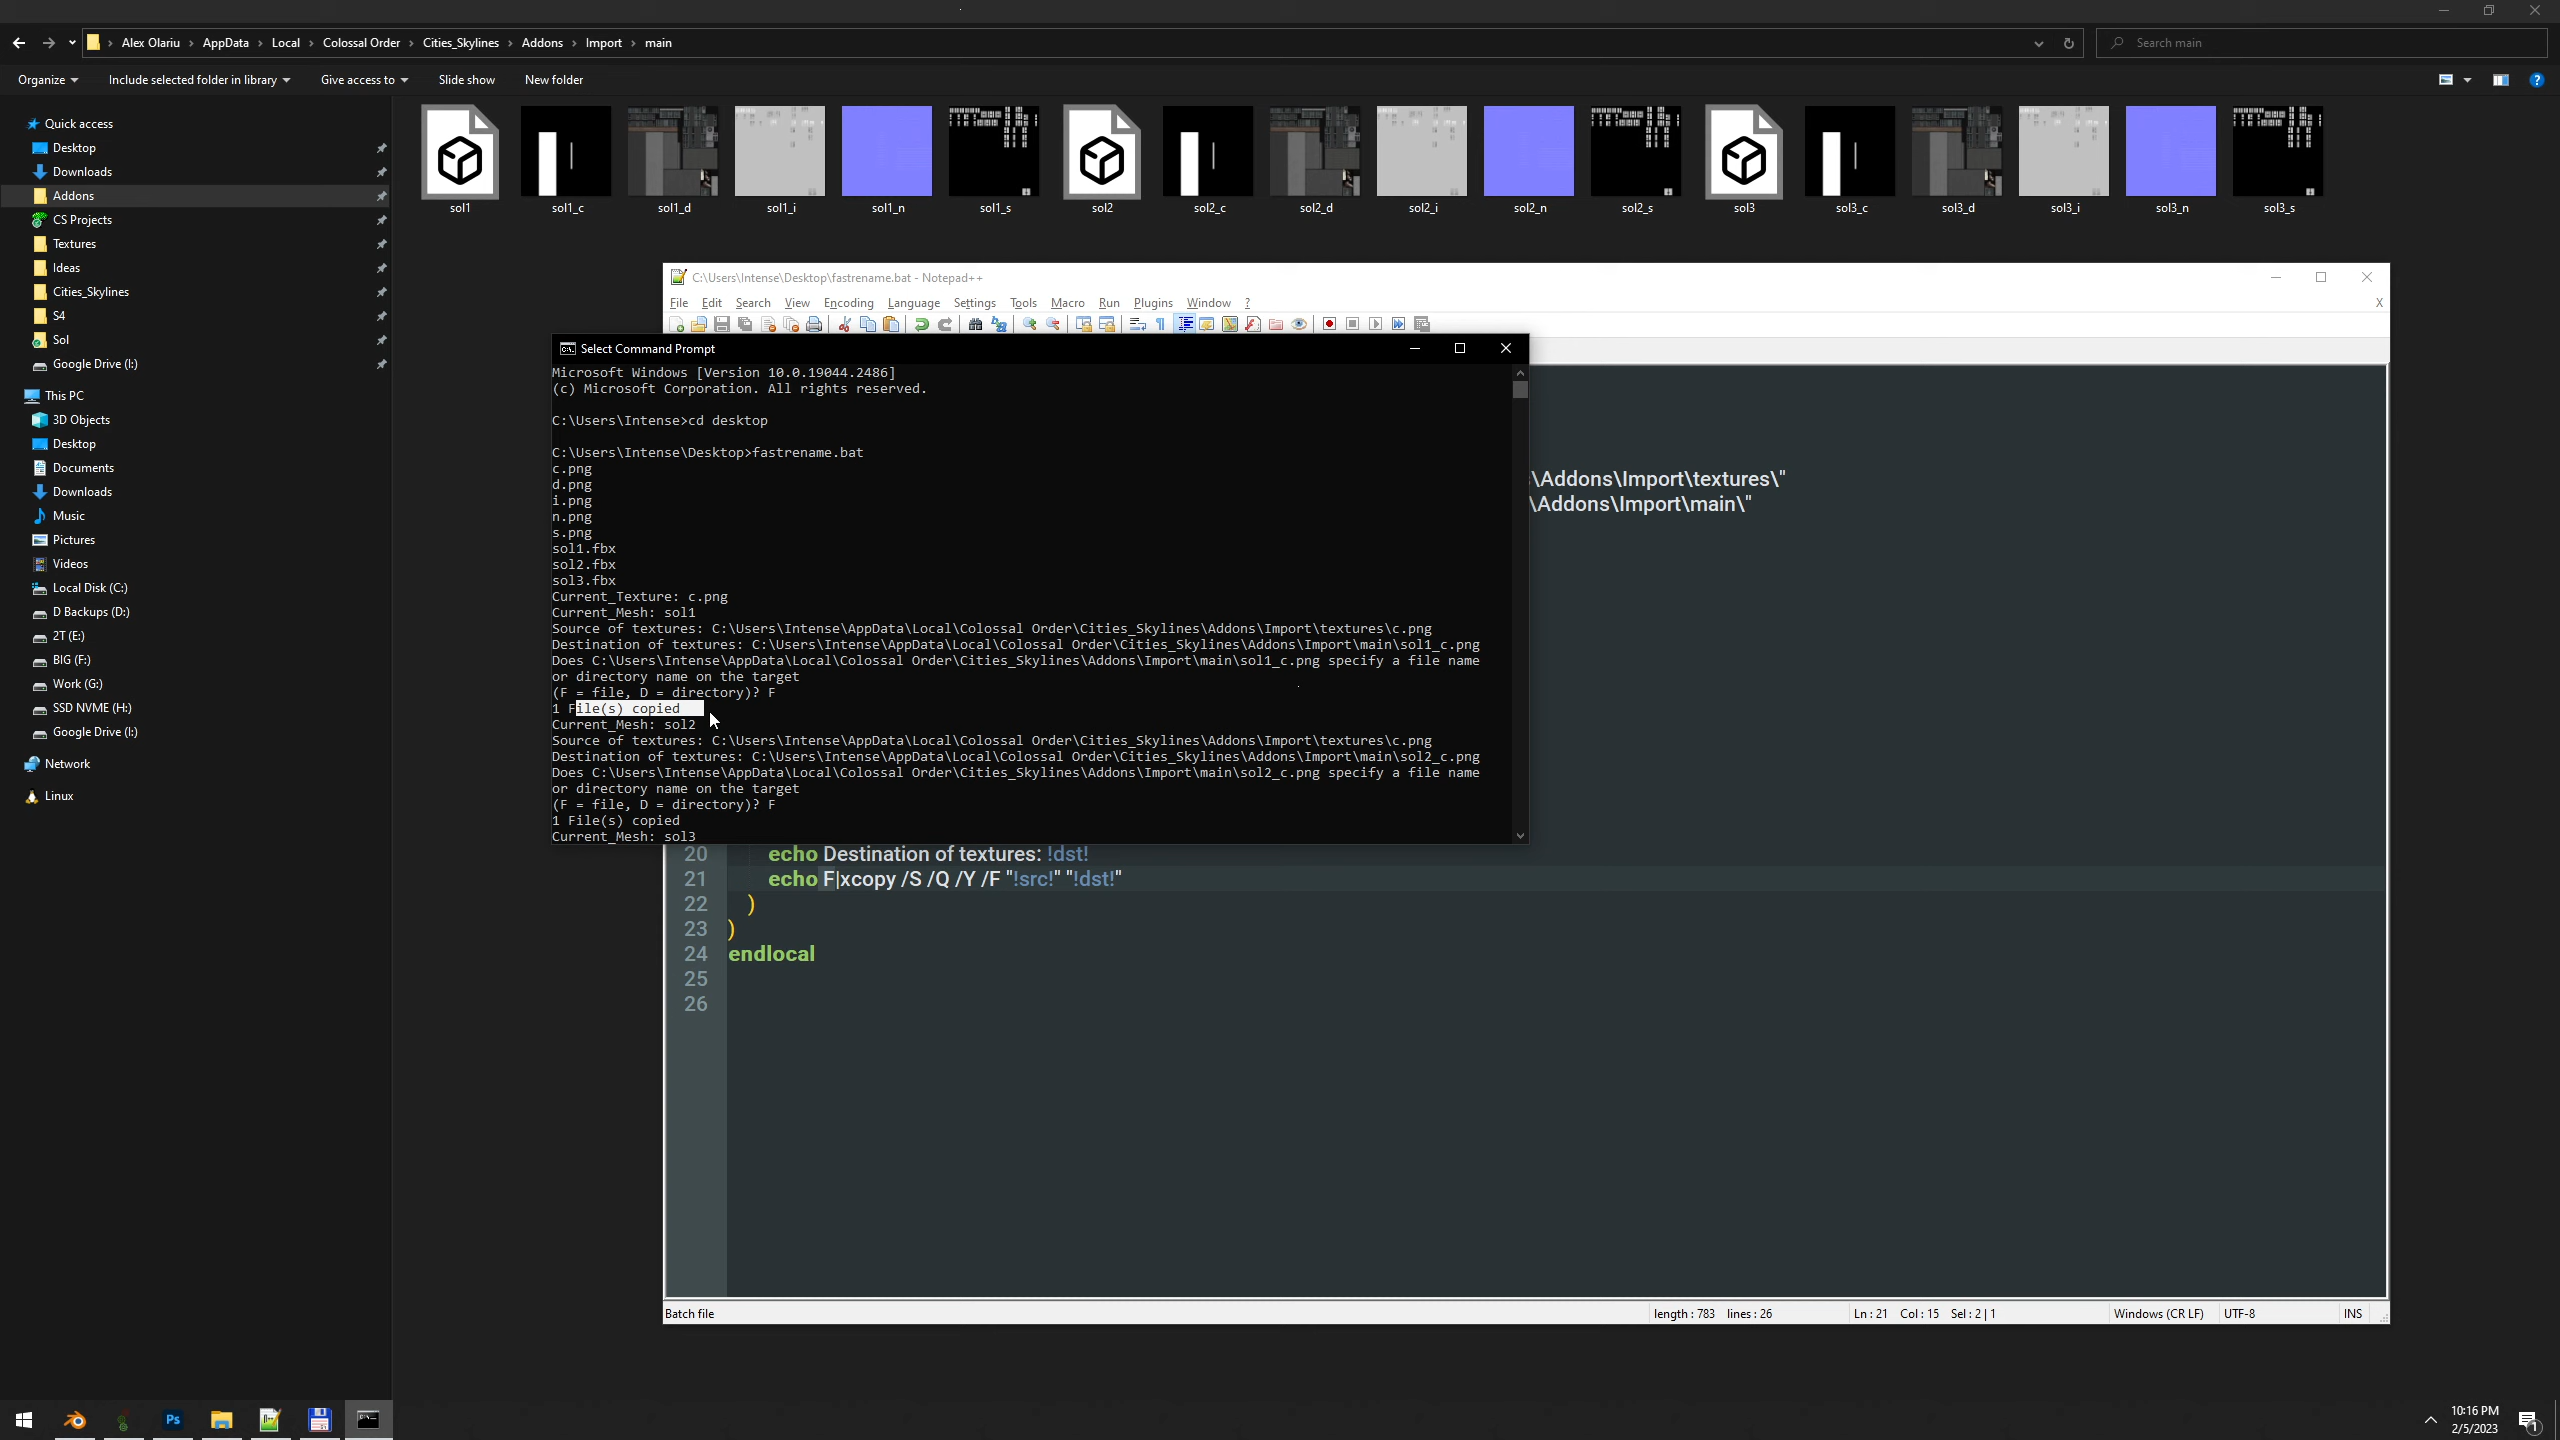 Alex Olariu > AppData > Local > Colossal Order > Cities_Skylines > Addons > Import > main
Search main
Organize
Include selected folder in library
Give access to
Slide show
New folder
Quick access
Desktop
Downloads
Addons
CS Projects
Textures
Ideas
Cities_Skylines
S4
Sol
Google Drive (I:)
This PC
3D Objects
Desktop
Documents
Downloads
Music
Pictures
Videos
Local Disk (C:)
D Backups (D:)
2T (E:)
BIG (F:)
Work (G:)
SSD NVME (H:)
Google Drive (I:)
Network
Linux
sol1 sol1_c sol1_d sol1_i sol1_n sol1_s sol2 sol2_c sol2_d sol2_i sol2_n sol2_s sol3 sol3_c sol3_d sol3_i sol3_n sol3_s
C:\Users\Intense\Desktop\fastrename.bat - Notepad++
File Edit Search View Encoding Language Settings Tools Macro Run Plugins Window ? X
Select Command Prompt
Microsoft Windows [Version 10.0.19044.2486]
(c) Microsoft Corporation. All rights reserved.
C:\Users\Intense>cd desktop
C:\Users\Intense\Desktop>fastrename.bat
c.png
d.png
i.png
n.png
s.png
sol1.fbx
sol2.fbx
sol3.fbx
Current_Texture: c.png
Current_Mesh: sol1
Source of textures: C:\Users\Intense\AppData\Local\Colossal Order\Cities_Skylines\Addons\Import\textures\c.png
Destination of textures: C:\Users\Intense\AppData\Local\Colossal Order\Cities_Skylines\Addons\Import\main\sol1_c.png
Does C:\Users\Intense\AppData\Local\Colossal Order\Cities_Skylines\Addons\Import\main\sol1_c.png specify a file name
or directory name on the target
(F = file, D = directory)? F
1 File(s) copied
Current_Mesh: sol2
Source of textures: C:\Users\Intense\AppData\Local\Colossal Order\Cities_Skylines\Addons\Import\textures\c.png
Destination of textures: C:\Users\Intense\AppData\Local\Colossal Order\Cities_Skylines\Addons\Import\main\sol2_c.png
Does C:\Users\Intense\AppData\Local\Colossal Order\Cities_Skylines\Addons\Import\main\sol2_c.png specify a file name
or directory name on the target
(F = file, D = directory)? F
1 File(s) copied
Current_Mesh: sol3
\Addons\Import\textures\"
\Addons\Import\main\"
20 echo Destination of textures: !dst!
21 echo F|xcopy /S /Q /Y /F "!src!" "!dst!"
22 )
23 )
24 endlocal
25
26
Batch file length : 783 lines : 26 Ln : 21 Col : 15 Sel : 2 | 1 Windows (CR LF) UTF-8 INS
Ps
10:16 PM
2/5/2023
1